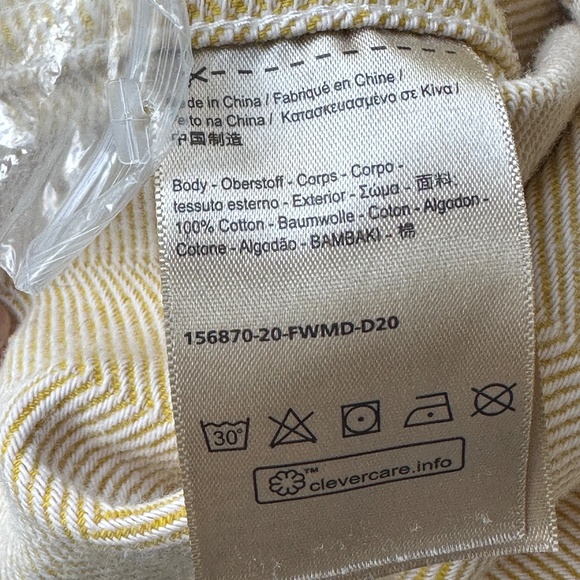 de in China / Fabriqué en Chine /
to na China / Κατασκευασμένο σε Κίνα /
中国制造
Body - Oberstoff - Corps - Corpo -
tessuto esterno - Exterior - Σώμα - 面料.
100% Cotton - Baumwolle - Coton - Algodon -
Cotone - Algodão - BAMBAKI - 棉
156870-20-FWMD-D20
30°
™ clevercare.info